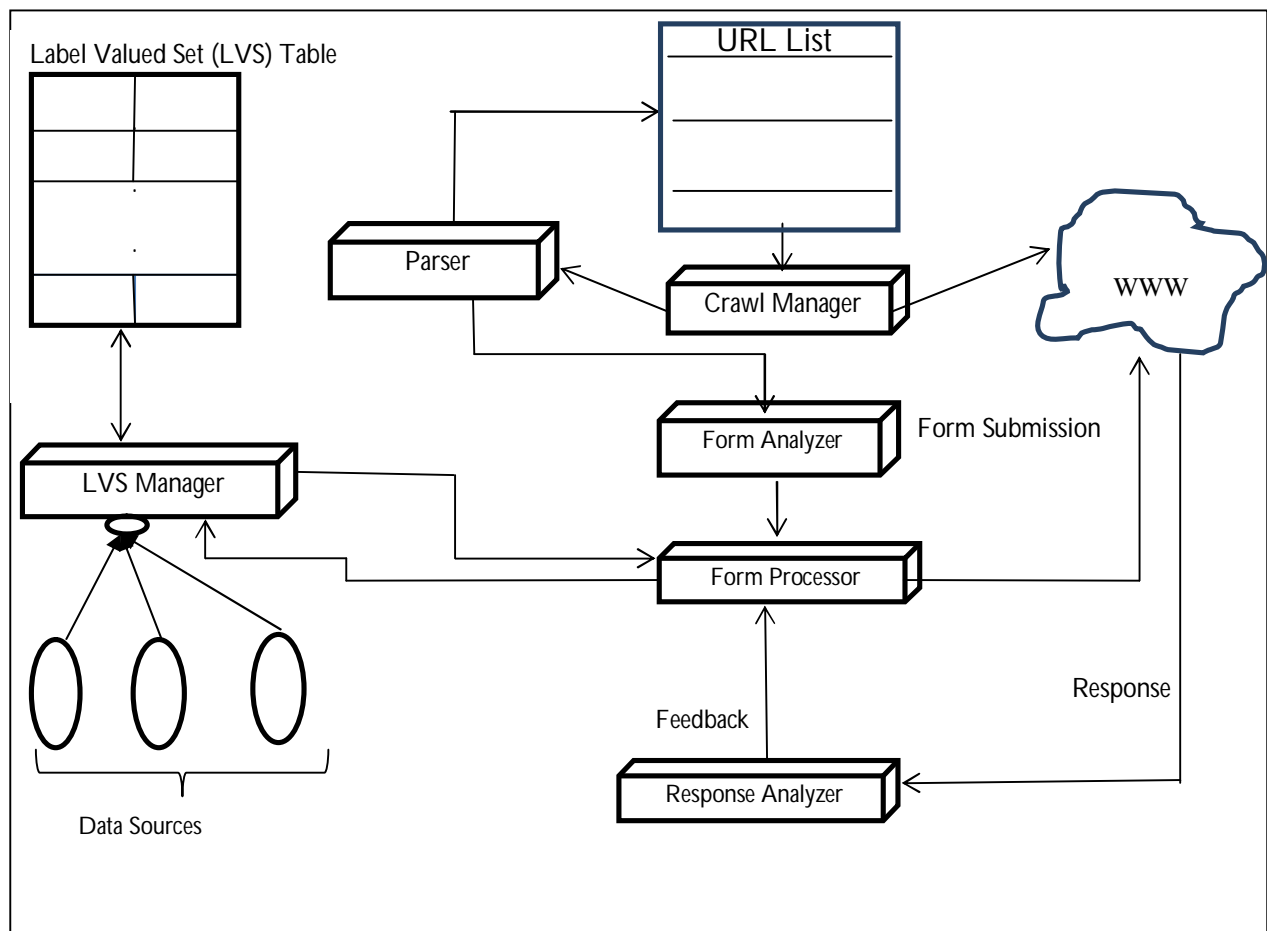 URL List
Label Valued Set (LVS) Table
Parser
Crawl Manager
WWW
Form Analyzer
Form Submission
LVS Manager
Form Processor
Response
Feedback
Response Analyzer
Data Sources